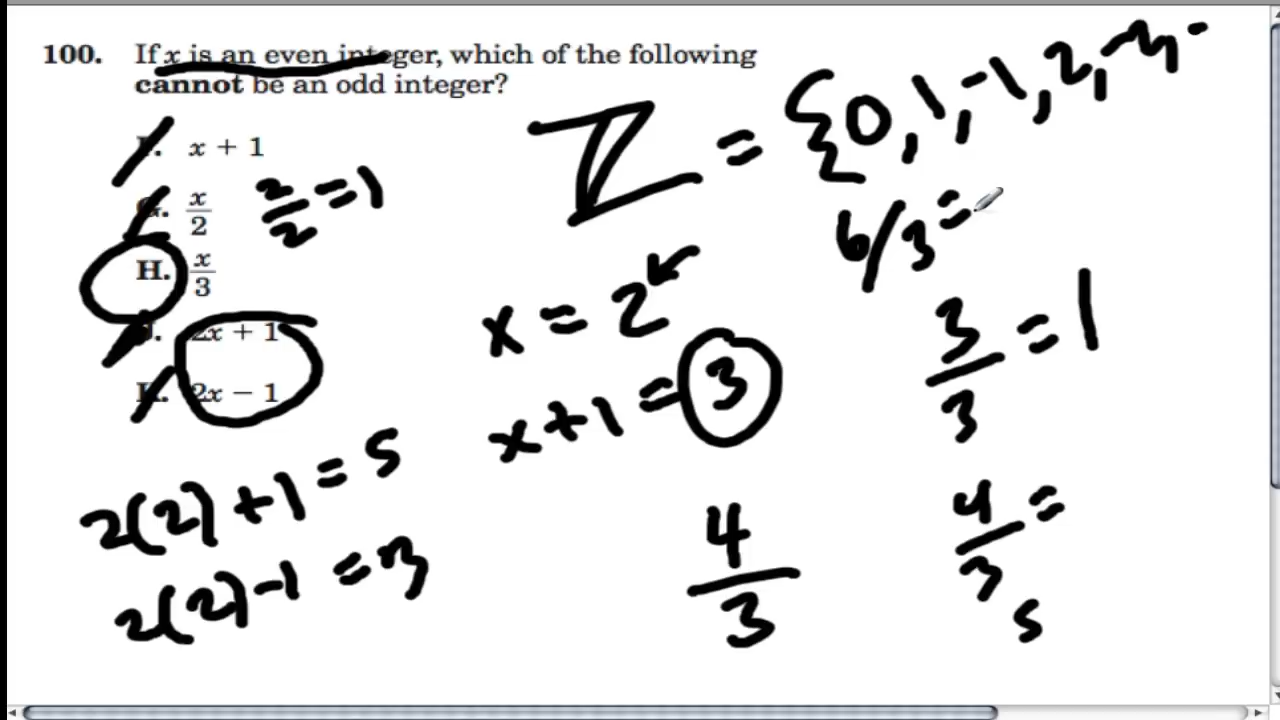 100. If x is an even integer, which of the following
cannot be an odd integer?
x + 1
G. x/2
2/2 = 1
H. x/3
J. 2x + 1
K. 2x − 1
2(2) + 1 = 5
2(2) - 1 = 3
Z = {0, 1, -1, 2, -2, -
x = 2
x + 1 = 3
4/3
6/3 =
3/3 = 1
4/3 =
5